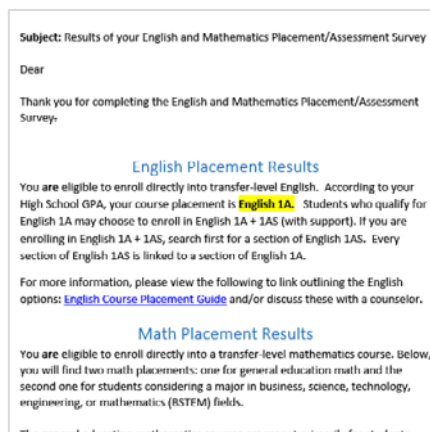 Subject: Results of your English and Mathematics Placement/Assessment Survey
Dear
Thank you for completing the English and Mathematics Placement/Assessment
Survey.
English Placement Results
You are eligible to enroll directly into transfer-level English. According to your
High School GPA, your course placement is English 1A. Students who qualify for
English 1A may choose to enroll in English 1A + 1AS (with support). If you are
enrolling in English 1A + 1AS, search first for a section of English 1AS. Every
section of English 1AS is linked to a section of English 1A.
For more information, please view the following to link outlining the English
options: English Course Placement Guide and/or discuss these with a counselor.
Math Placement Results
You are eligible to enroll directly into a transfer-level mathematics course. Below,
you will find two math placements: one for general education math and the
second one for students considering a major in business, science, technology,
engineering, or mathematics (BSTEM) fields.